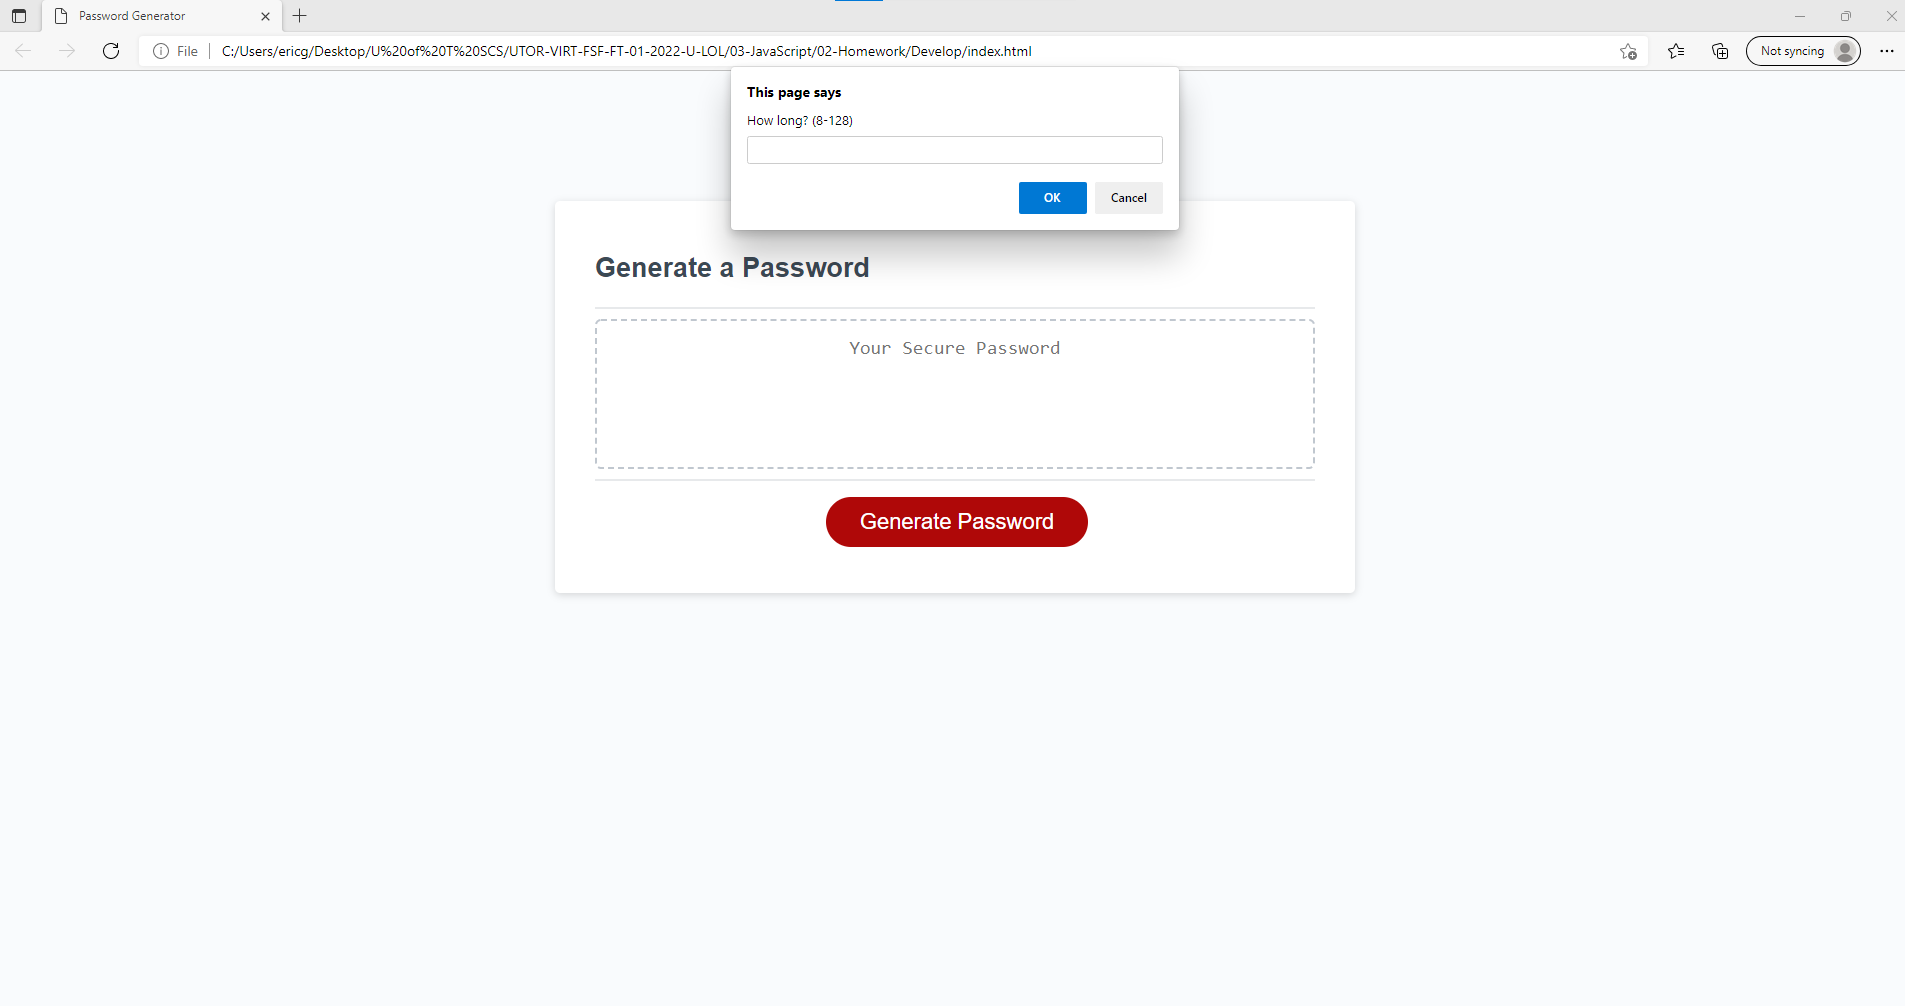 Password Generator
File C:/Users/ericg/Desktop/U%20of%20T%20SCS/UTOR-VIRT-FSF-FT-01-2022-U-LOL/03-JavaScript/02-Homework/Develop/index.html
Not syncing
This page says
How long? (8-128)
OK Cancel
Generate a Password
Your Secure Password
Generate Password